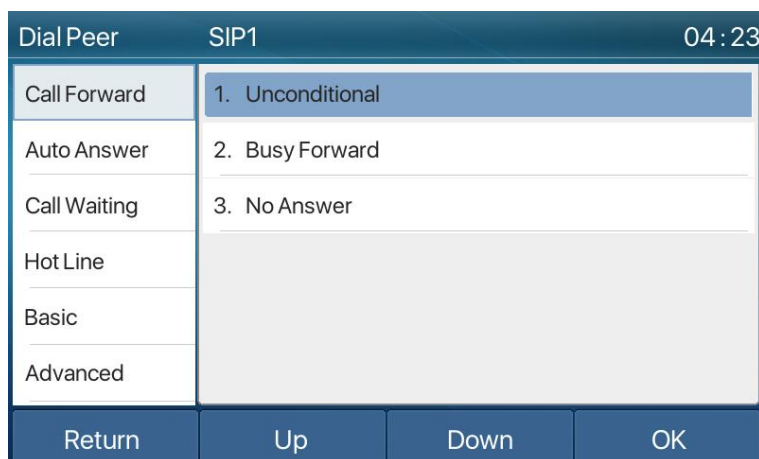 Dial Peer SIP1 04:23
Call Forward
Auto Answer
Call Waiting
Hot Line
Basic
Advanced
1. Unconditional
2. Busy Forward
3. No Answer
Return Up Down OK